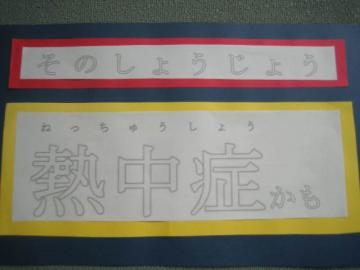 そのしょうじょう
ねっちゅうしょう
熱中症かも